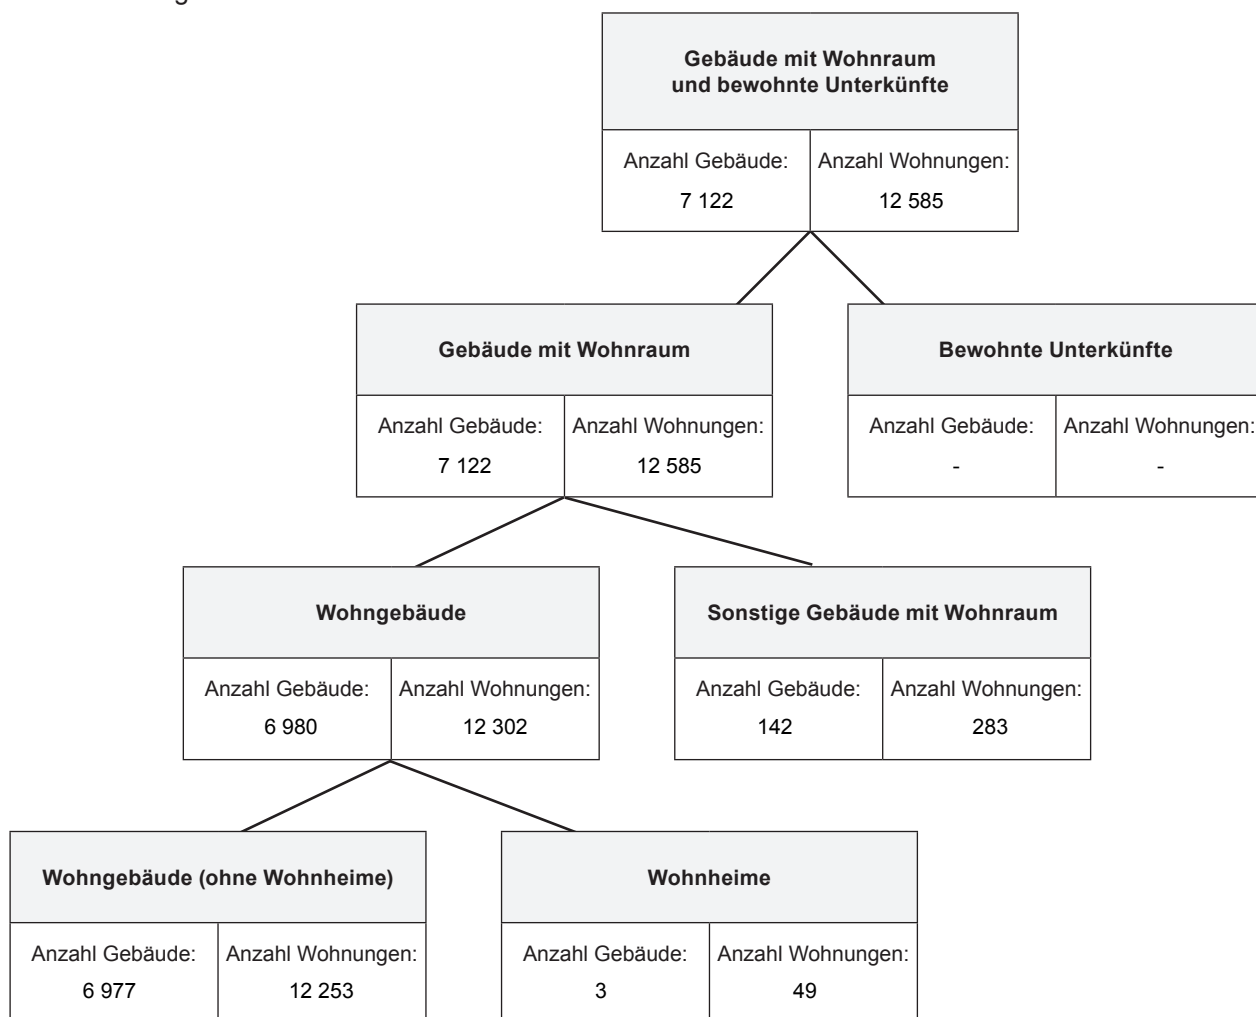 Gebäude mit Wohnraum
und bewohnte Unterkünfte
Anzahl Gebäude: Anzahl Wohnungen:
7 122 12 585
Gebäude mit Wohnraum
Anzahl Gebäude: Anzahl Wohnungen:
7 122 12 585
Bewohnte Unterkünfte
Anzahl Gebäude: Anzahl Wohnungen:
- -
Wohngebäude
Anzahl Gebäude: Anzahl Wohnungen:
6 980 12 302
Sonstige Gebäude mit Wohnraum
Anzahl Gebäude: Anzahl Wohnungen:
142 283
Wohngebäude (ohne Wohnheime)
Anzahl Gebäude: Anzahl Wohnungen:
6 977 12 253
Wohnheime
Anzahl Gebäude: Anzahl Wohnungen:
3 49